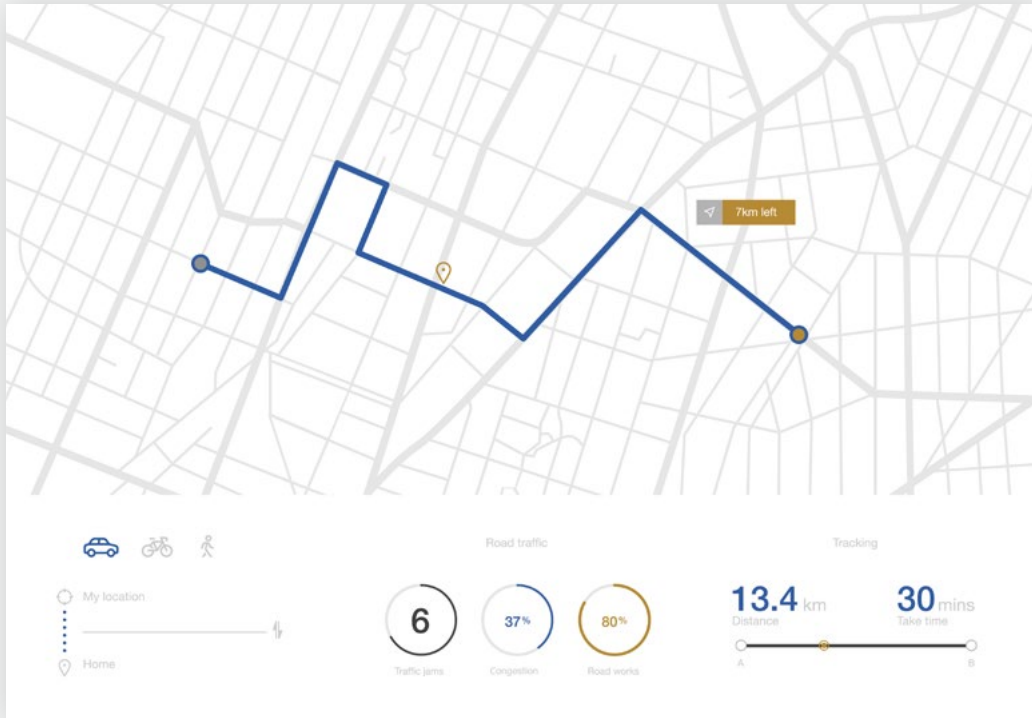 7km left
Road traffic
Tracking
My location
Home
6
Traffic jams
37%
Congestion
80%
Road works
13.4 km
Distance
30 mins
Take time
A
B